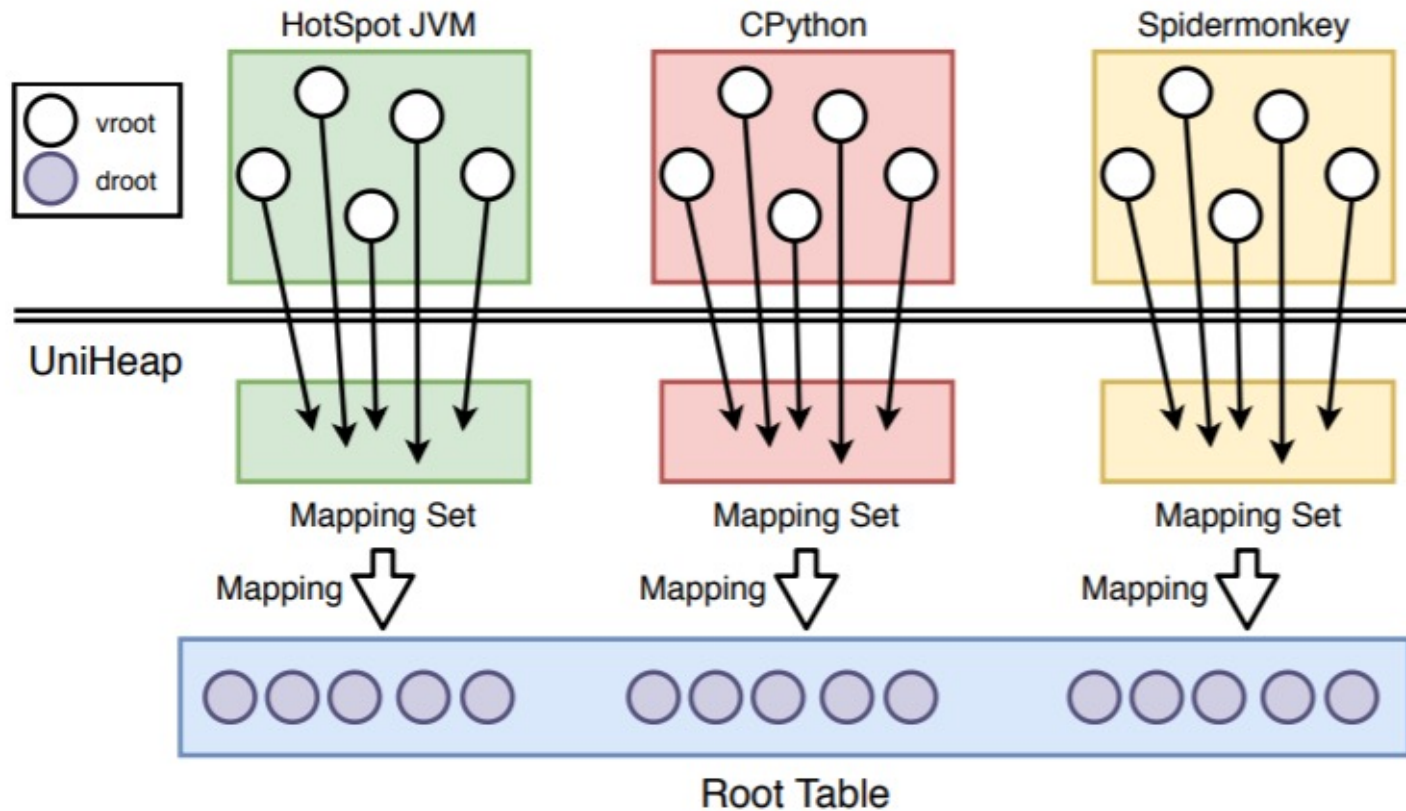 HotSpot JVM
CPython
Spidermonkey
vroot
droot
UniHeap
Mapping Set
Mapping Set
Mapping Set
Mapping
Mapping
Mapping
Root Table